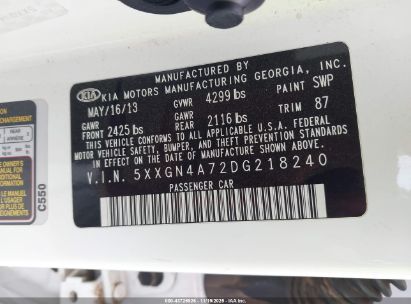 MANUFACTURED BY
KIA KIA MOTORS MANUFACTURING GEORGIA, INC.
MAY/16/13 GVWR 4299 lbs PAINT SWP
GAWR FRONT 2425 lbs GAWR REAR 2116 lbs TRIM 87
THIS VEHICLE CONFORMS TO ALL APPLICABLE U.S.A. FEDERAL
MOTOR VEHICLE SAFETY, BUMPER, AND THEFT PREVENTION STANDARDS
IN EFFECT ON THE DATE OF MANUFACTURE SHOWN ABOVE.
V.I.N. 5XXGN4A72DG218240
PASSENGER CAR
C550